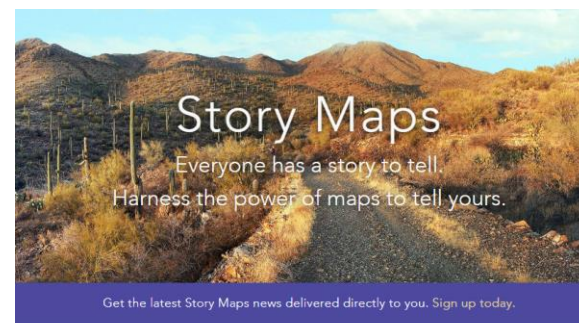 Story Maps
Everyone has a story to tell.
Harness the power of maps to tell yours.
Get the latest Story Maps news delivered directly to you. Sign up today.